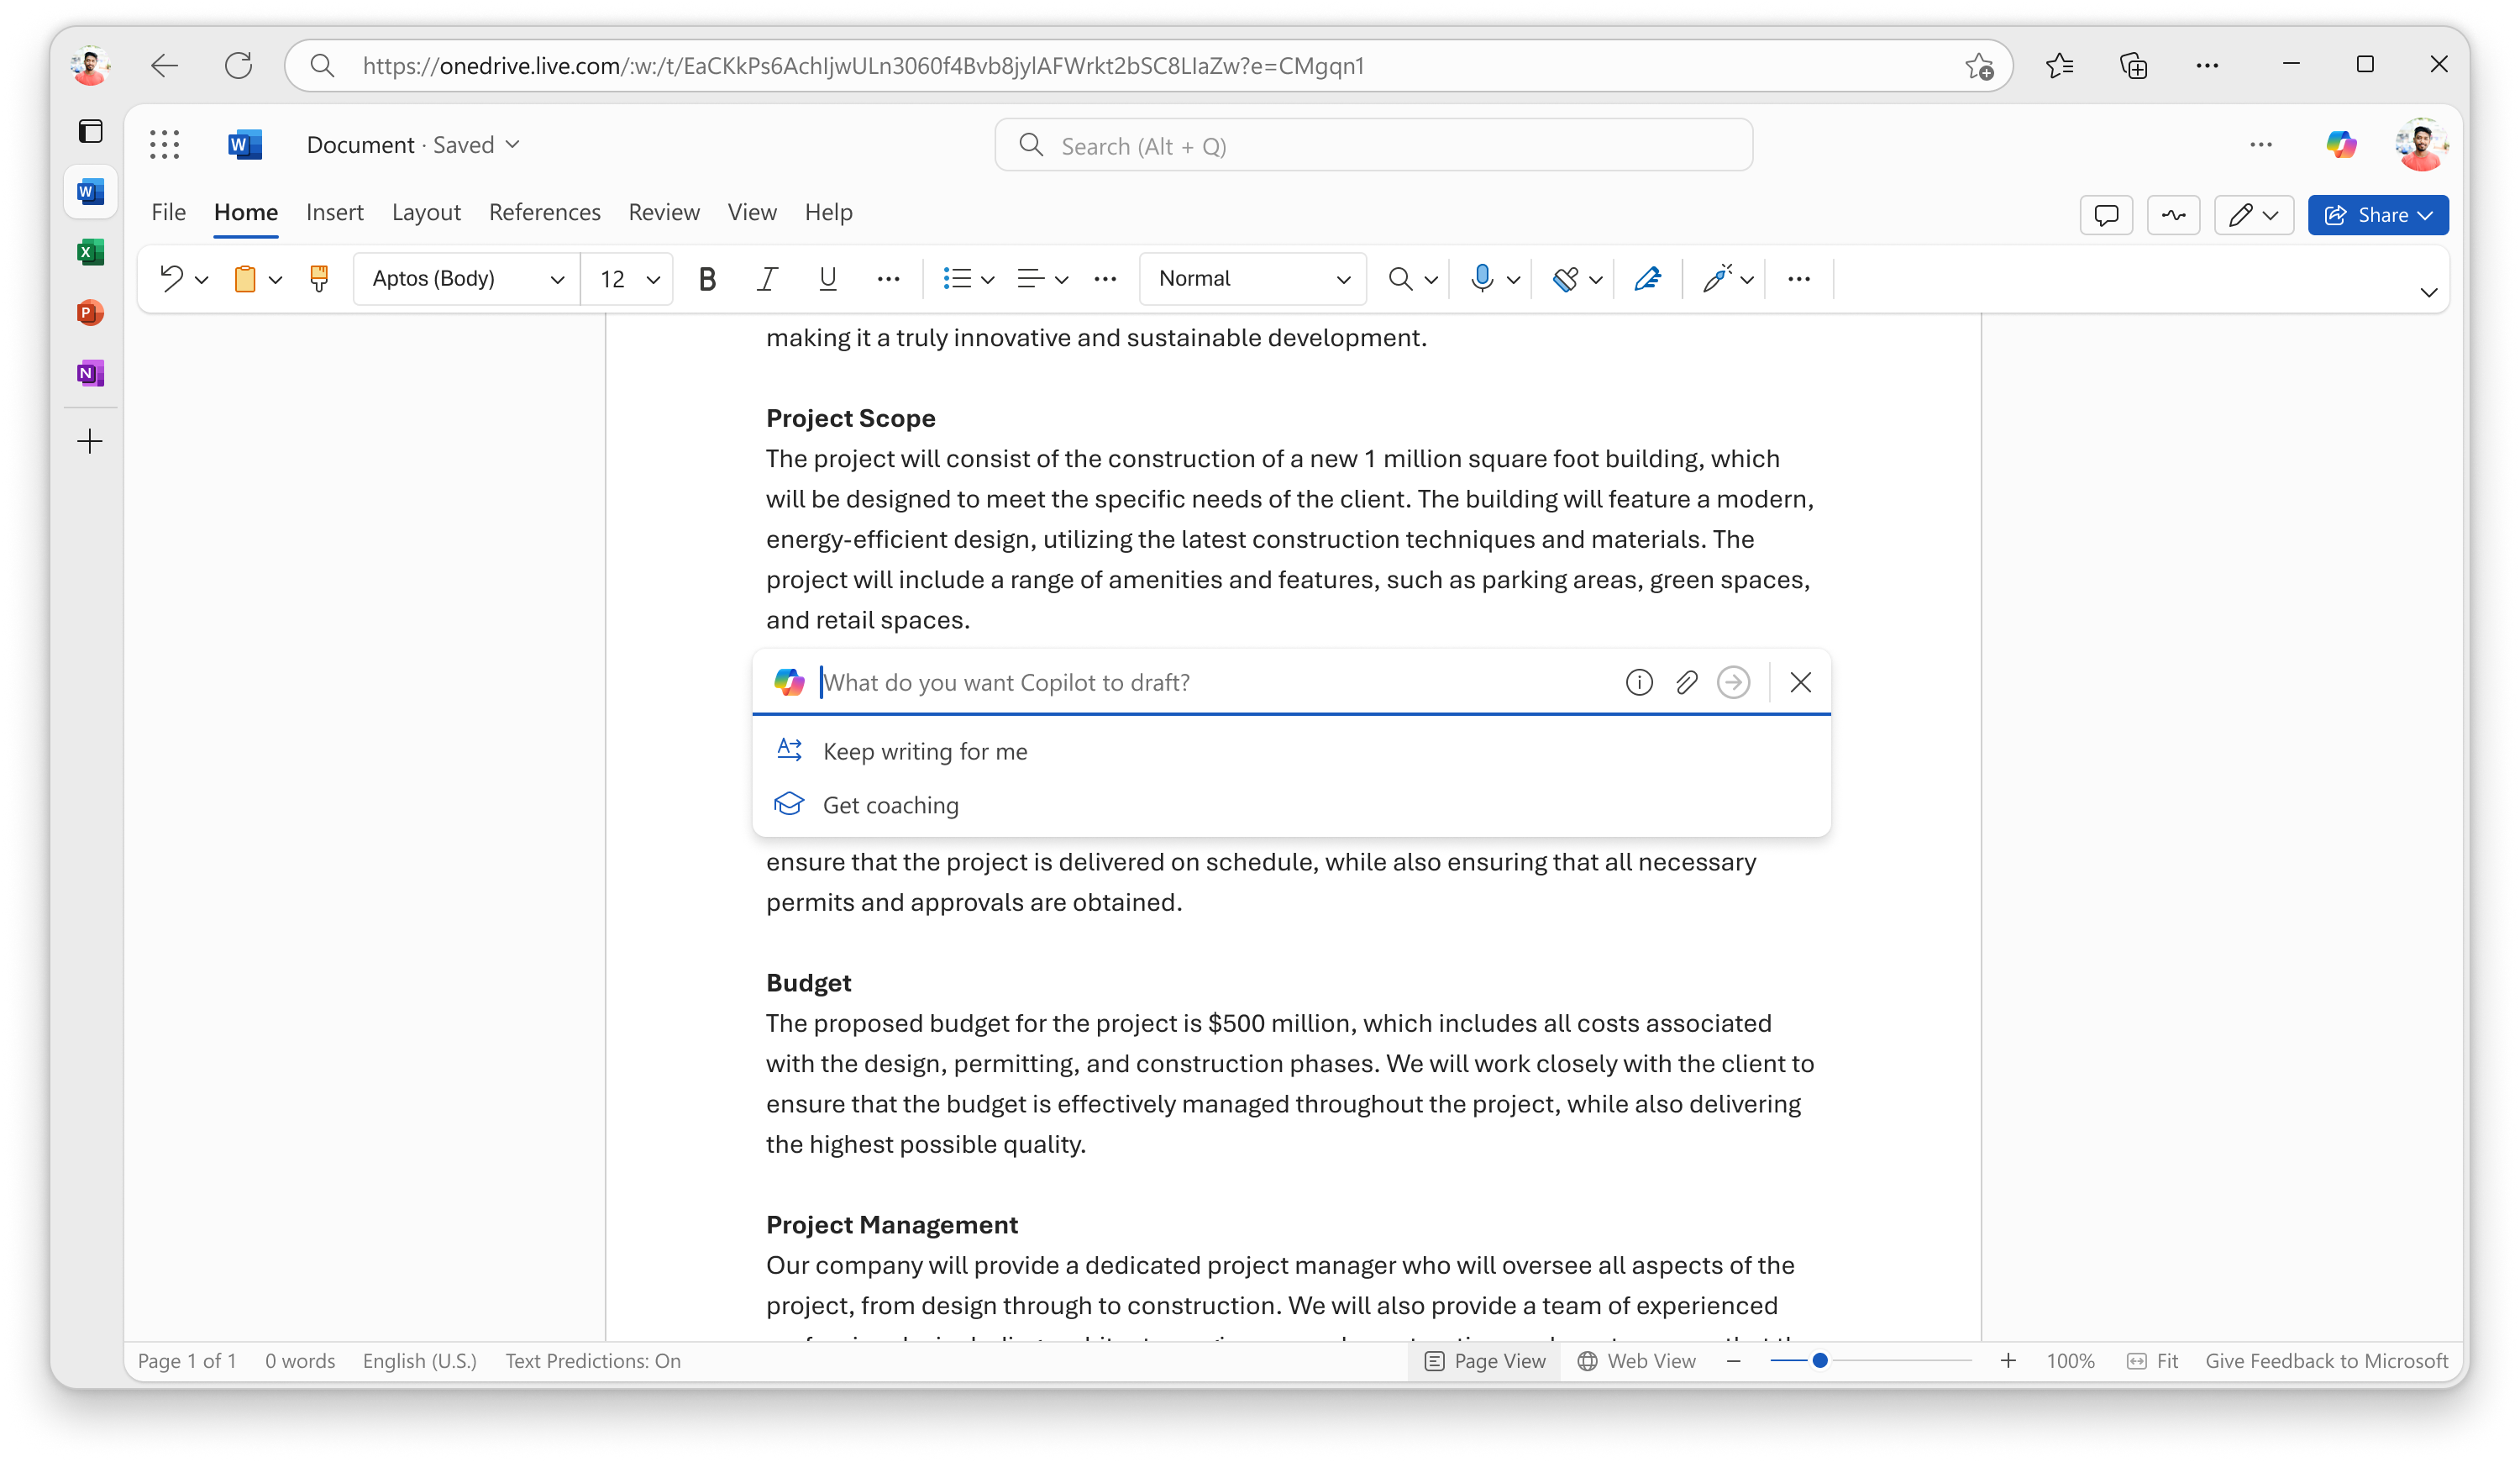 https://onedrive.live.com/:w:/t/EaCKkPs6AchIjwULn3060f4Bvb8jylAFWrkt2bSC8LIaZw?e=CMgqn1
Document · Saved
Search (Alt + Q)
File Home Insert Layout References Review View Help
Share
Aptos (Body) 12 B I U Normal
making it a truly innovative and sustainable development.
Project Scope
The project will consist of the construction of a new 1 million square foot building, which
will be designed to meet the specific needs of the client. The building will feature a modern,
energy-efficient design, utilizing the latest construction techniques and materials. The
project will include a range of amenities and features, such as parking areas, green spaces,
and retail spaces.
What do you want Copilot to draft?
Keep writing for me
Get coaching
ensure that the project is delivered on schedule, while also ensuring that all necessary
permits and approvals are obtained.
Budget
The proposed budget for the project is $500 million, which includes all costs associated
with the design, permitting, and construction phases. We will work closely with the client to
ensure that the budget is effectively managed throughout the project, while also delivering
the highest possible quality.
Project Management
Our company will provide a dedicated project manager who will oversee all aspects of the
project, from design through to construction. We will also provide a team of experienced
Page 1 of 1 0 words English (U.S.) Text Predictions: On Page View Web View 100% Fit Give Feedback to Microsoft